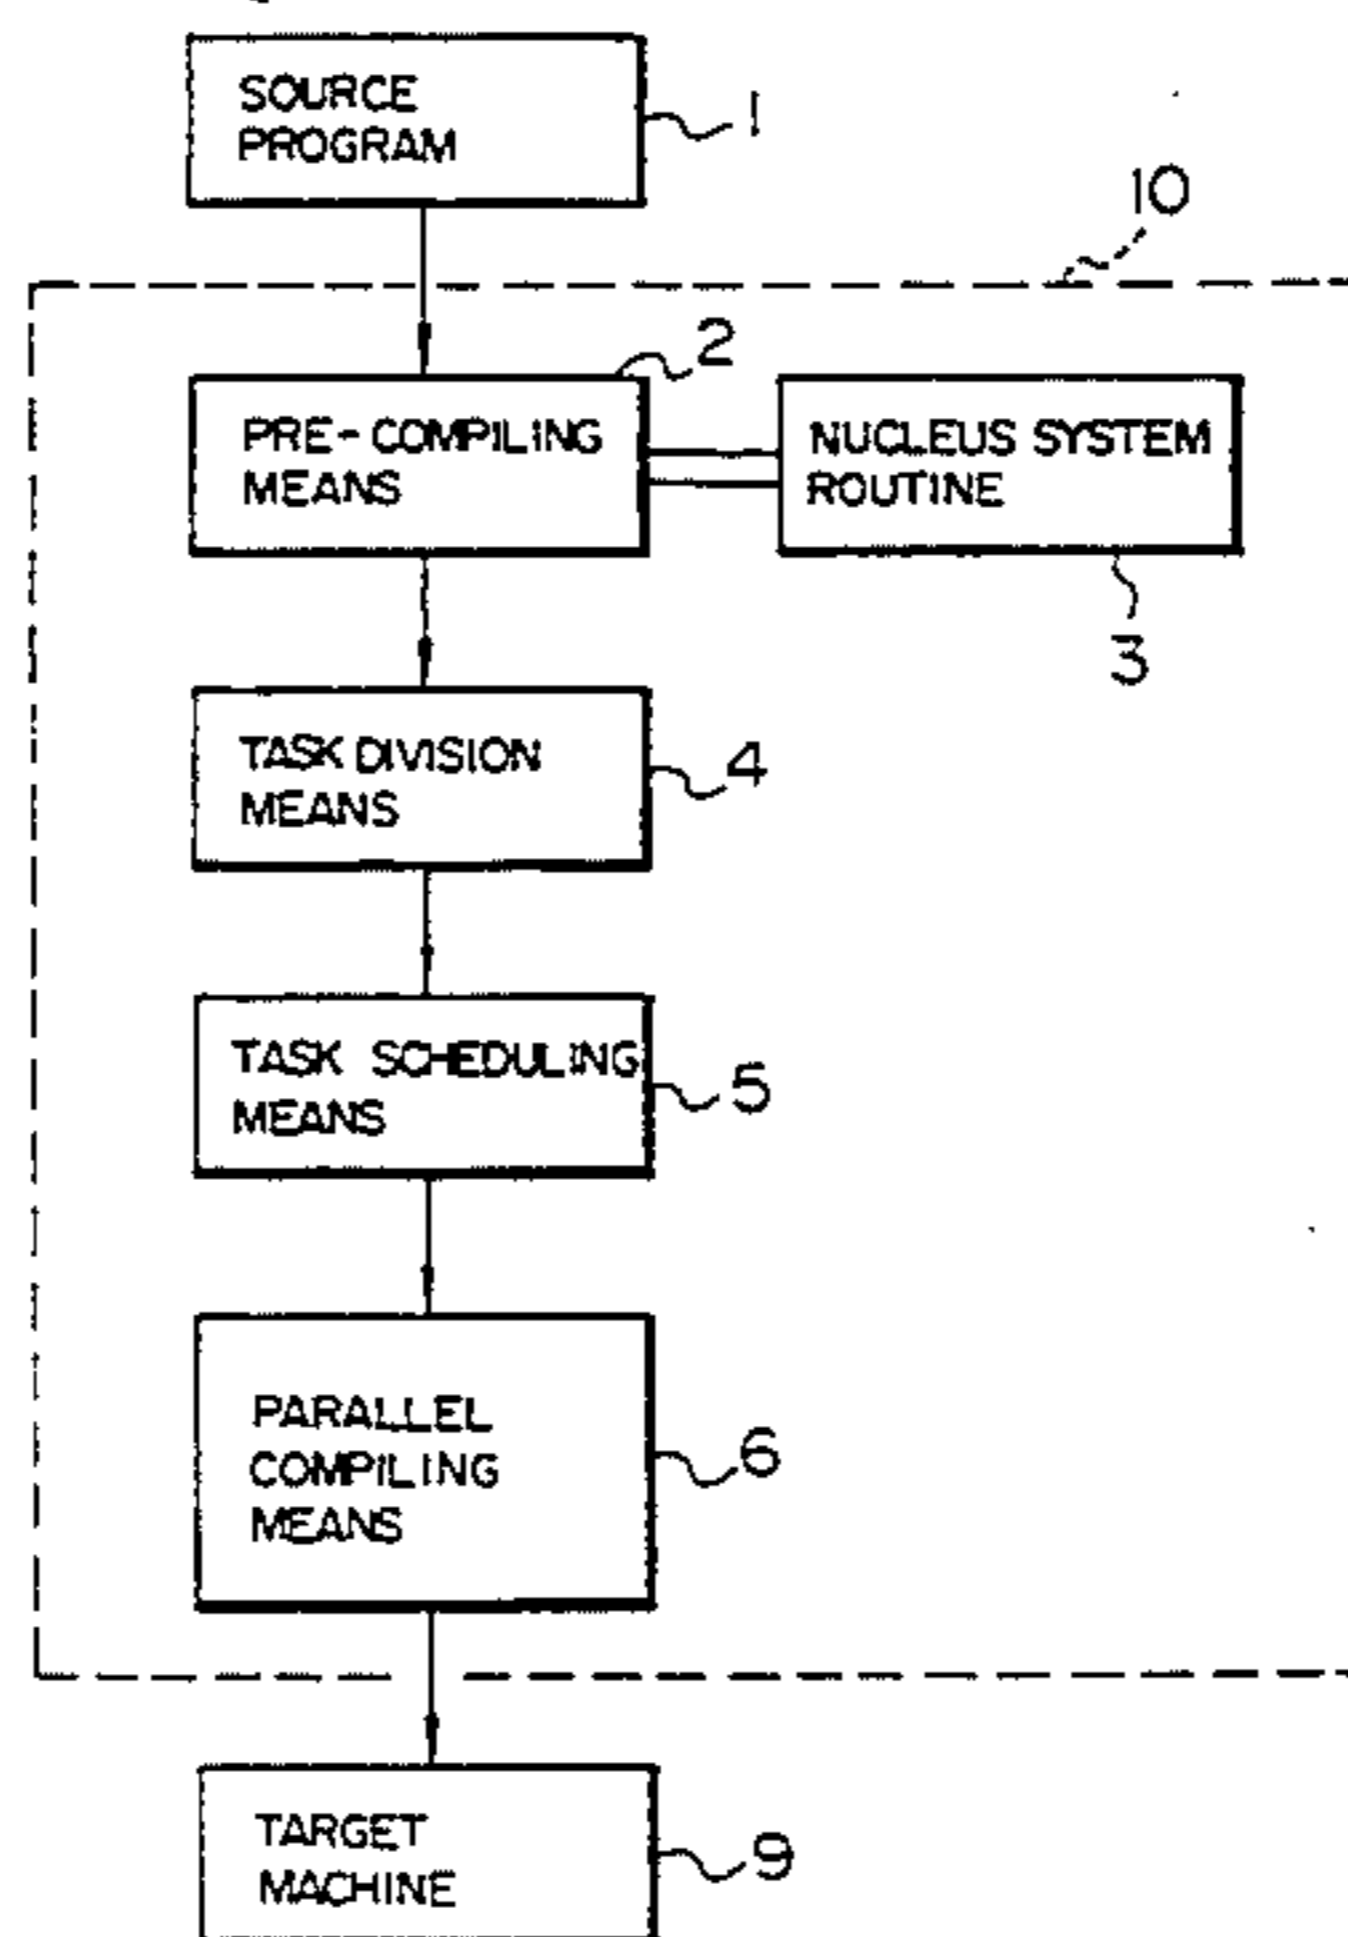 SOURCE
PROGRAM
1
10
2
PRE-COMPILING
MEANS
NUCLEUS SYSTEM
ROUTINE
3
TASK DIVISION
MEANS
4
TASK SCHEDULING
MEANS
5
PARALLEL
COMPILING
MEANS
6
TARGET
MACHINE
9